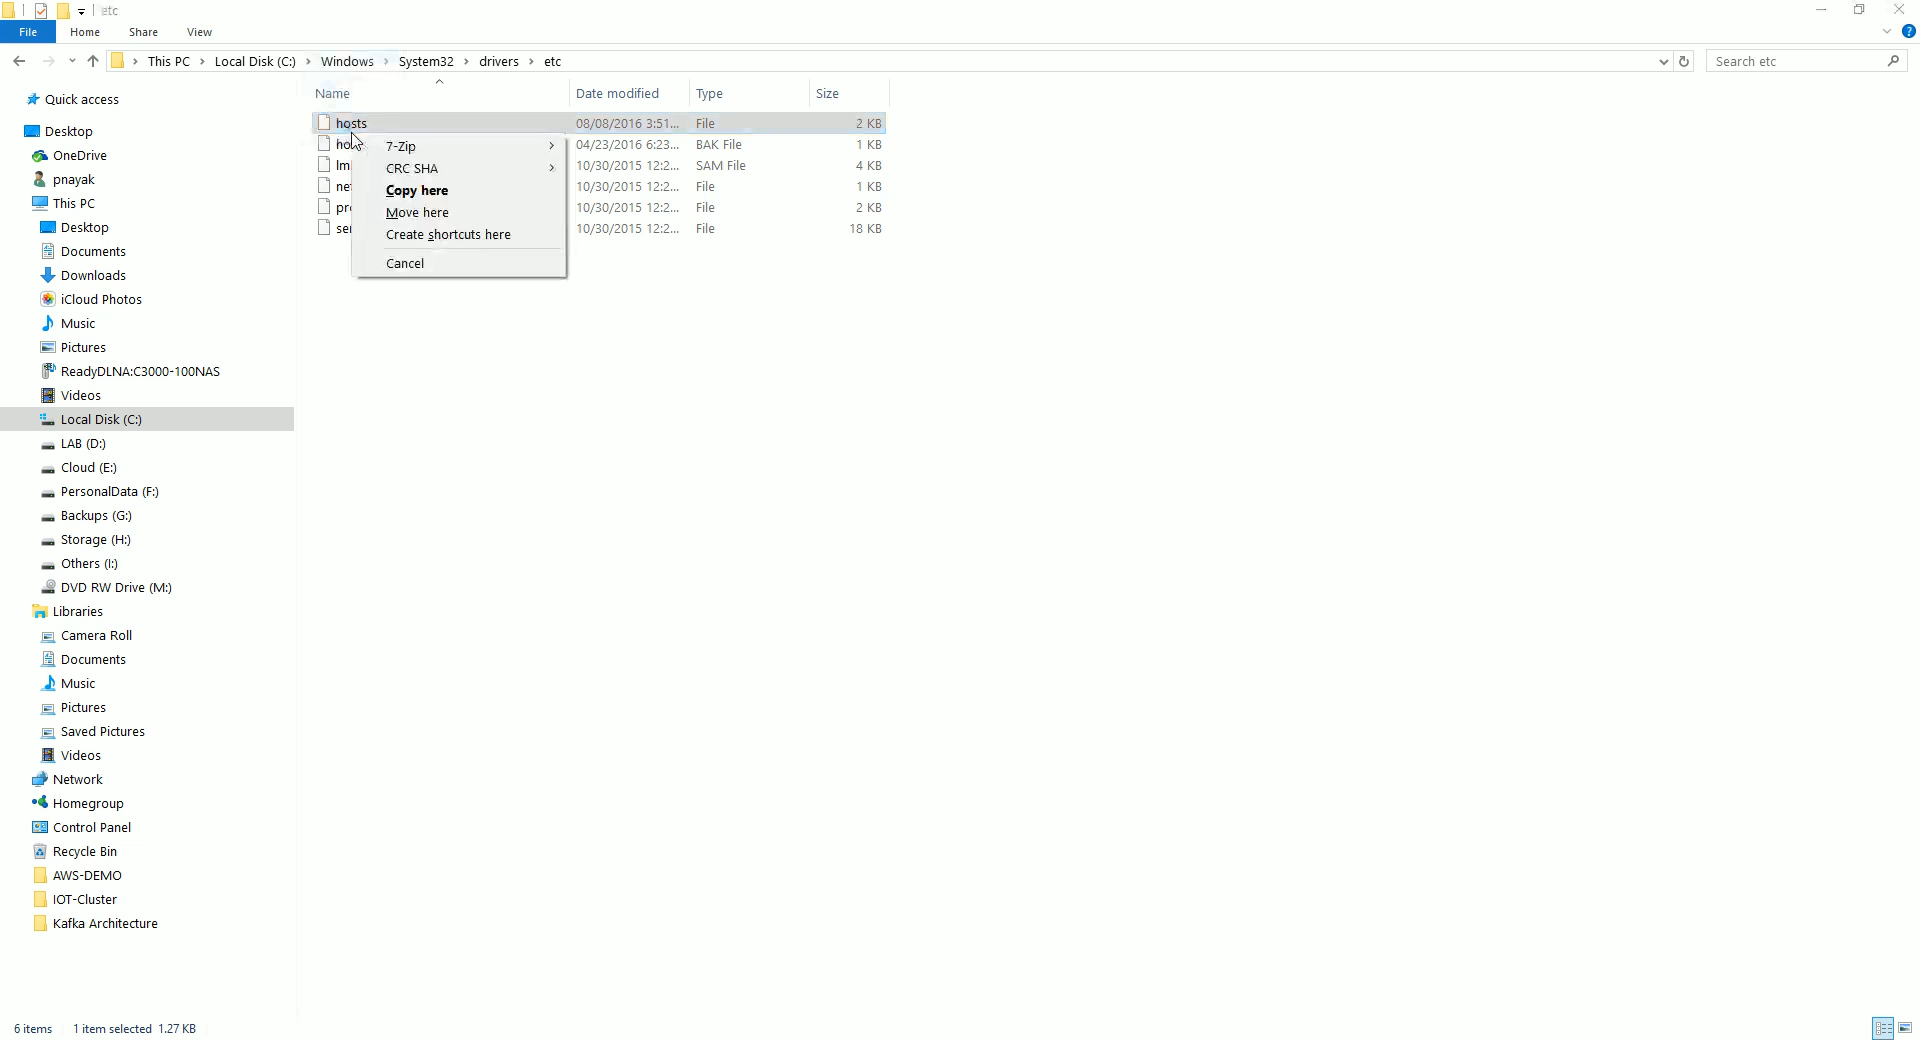 etc
File Home Share View
This PC Local Disk (C:) Windows System32 drivers etc
Search etc
Name Date modified Type Size
hosts 08/08/2016 3:51... File 2 KB
04/23/2016 6:23... BAK File 1 KB
10/30/2015 12:2... SAM File 4 KB
10/30/2015 12:2... File 1 KB
10/30/2015 12:2... File 2 KB
10/30/2015 12:2... File 18 KB
7-Zip
CRC SHA
Copy here
Move here
Create shortcuts here
Cancel
Quick access
Desktop
OneDrive
pnayak
This PC
Desktop
Documents
Downloads
iCloud Photos
Music
Pictures
ReadyDLNA:C3000-100NAS
Videos
Local Disk (C:)
LAB (D:)
Cloud (E:)
PersonalData (F:)
Backups (G:)
Storage (H:)
Others (I:)
DVD RW Drive (M:)
Libraries
Camera Roll
Documents
Music
Pictures
Saved Pictures
Videos
Network
Homegroup
Control Panel
Recycle Bin
AWS-DEMO
IOT-Cluster
Kafka Architecture
6 items 1 item selected 1.27 KB